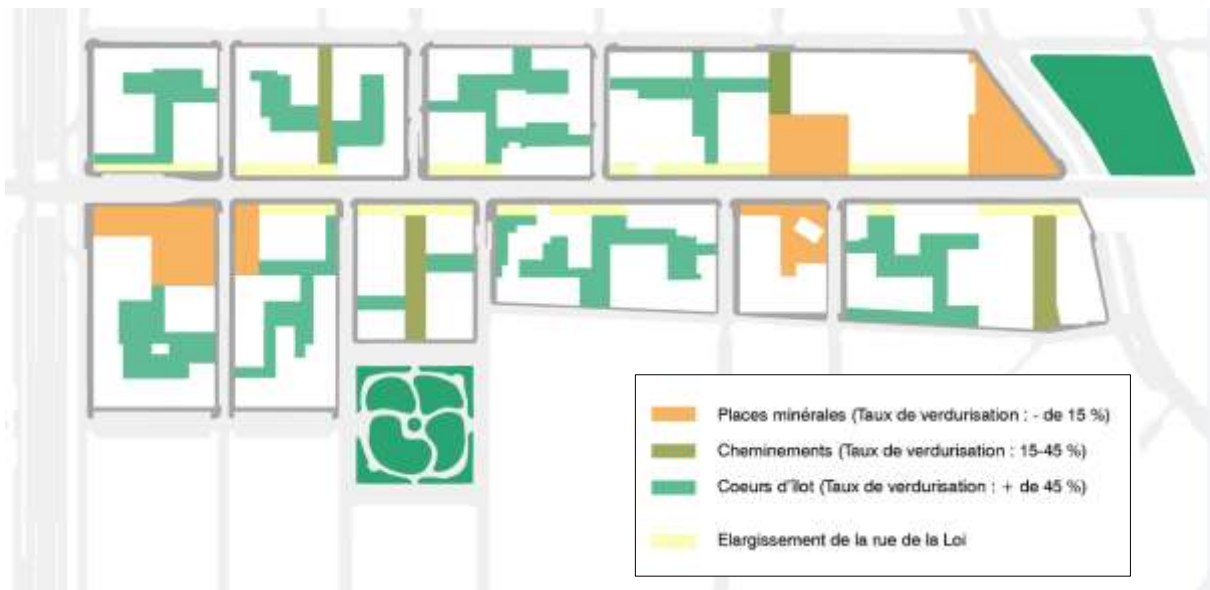 Places minérales (Taux de verdurisation : - de 15 %)
Cheminements (Taux de verdurisation : 15-45 %)
Coeurs d'îlot (Taux de verdurisation : + de 45 %)
Elargissement de la rue de la Loi